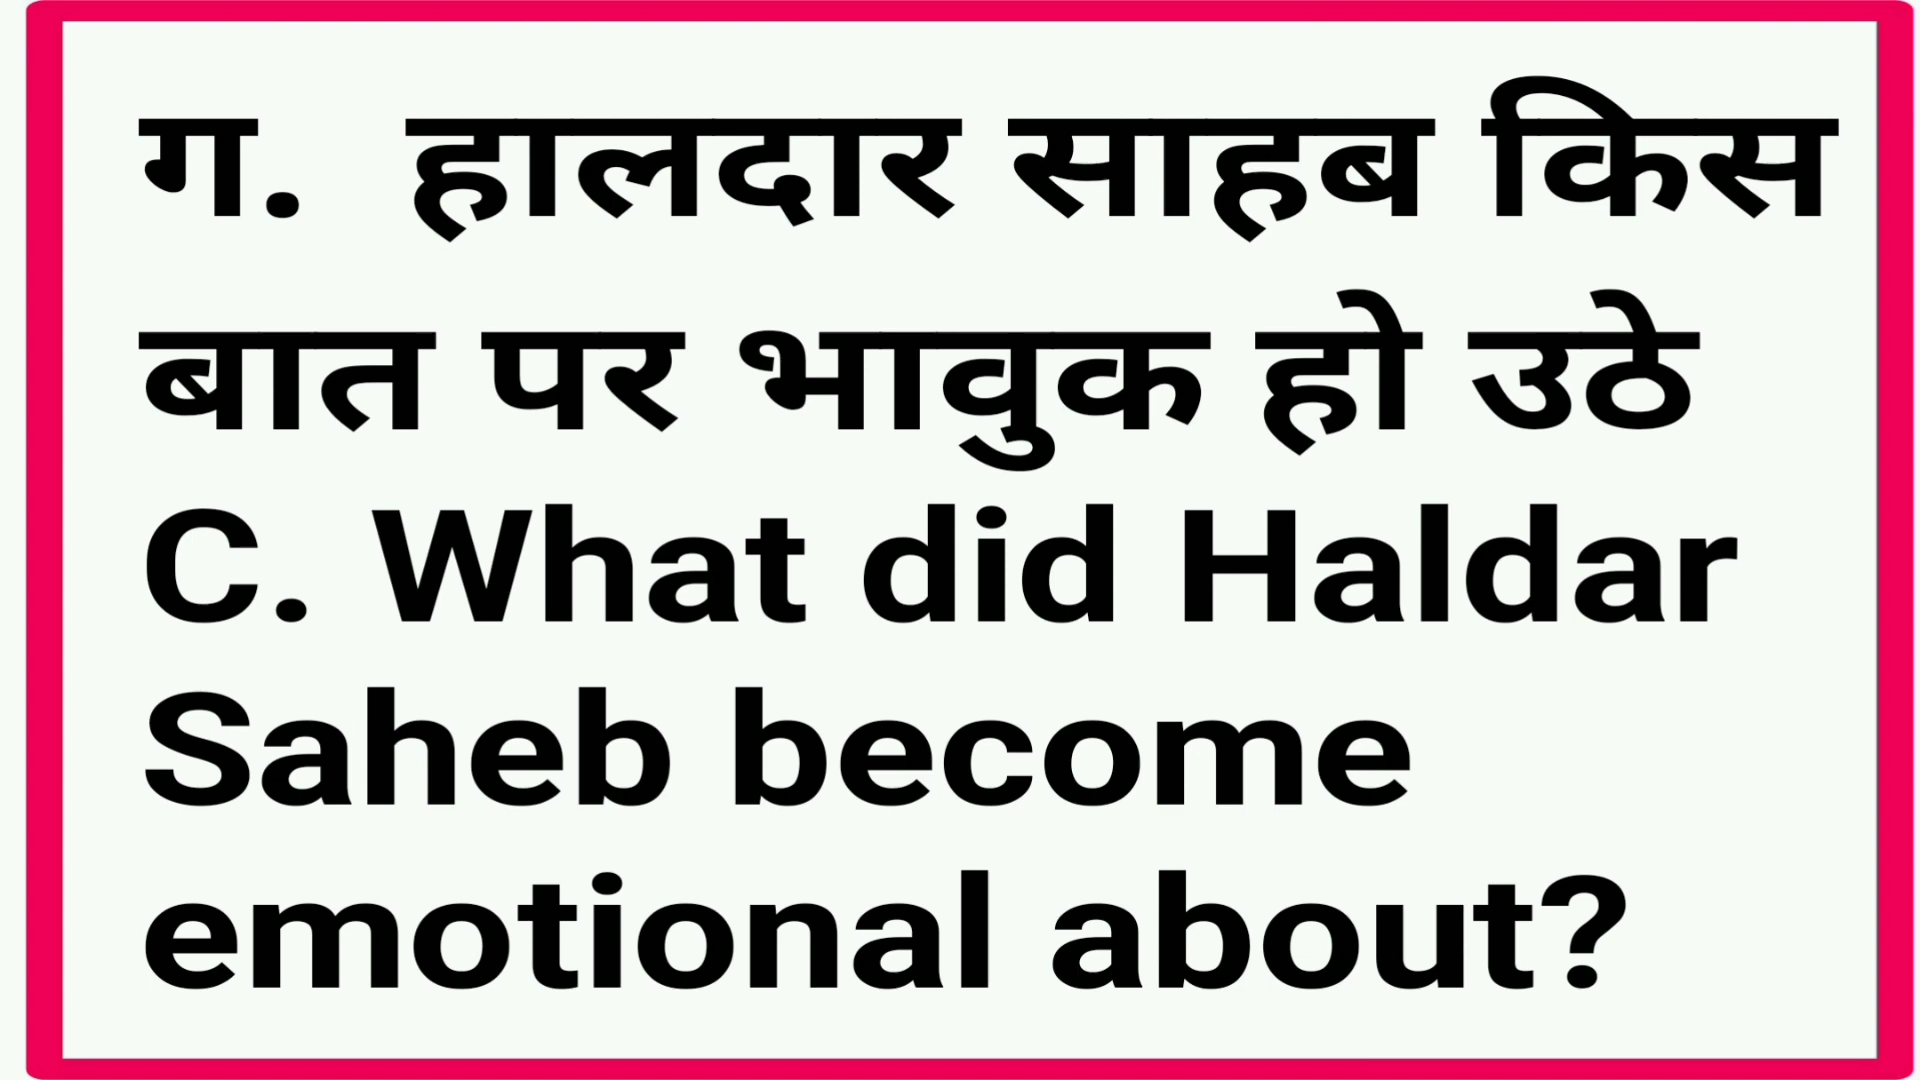 ग. हालदार साहब किस
बात पर भावुक हो उठे
C. What did Haldar
Saheb become
emotional about?